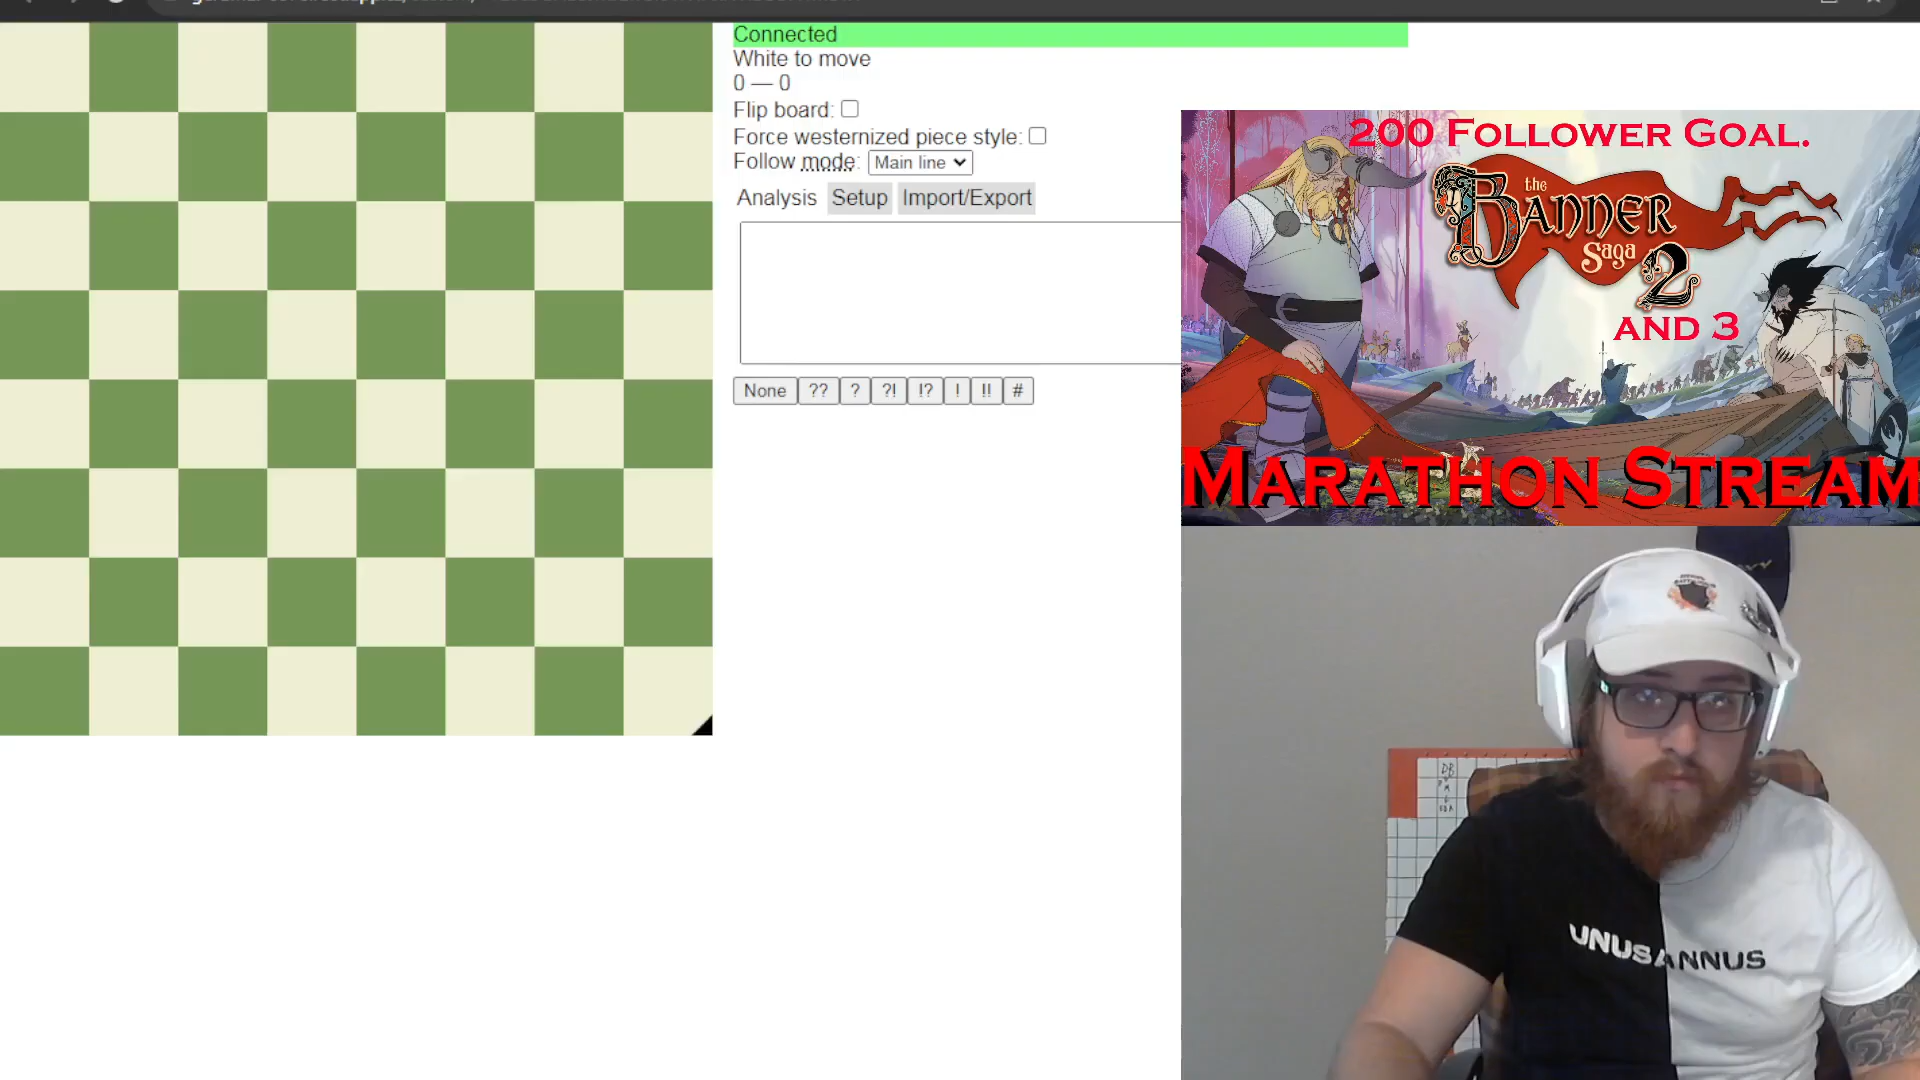 Connected
White to move
0 — 0
Flip board:
Force westernized piece style:
Follow mode: Main line
Analysis Setup Import/Export
None ?? ? ?! !? ! !! #
200 Follower Goal.
the
Banner
Saga
2
and 3
Marathon Stream
UNUS ANNUS